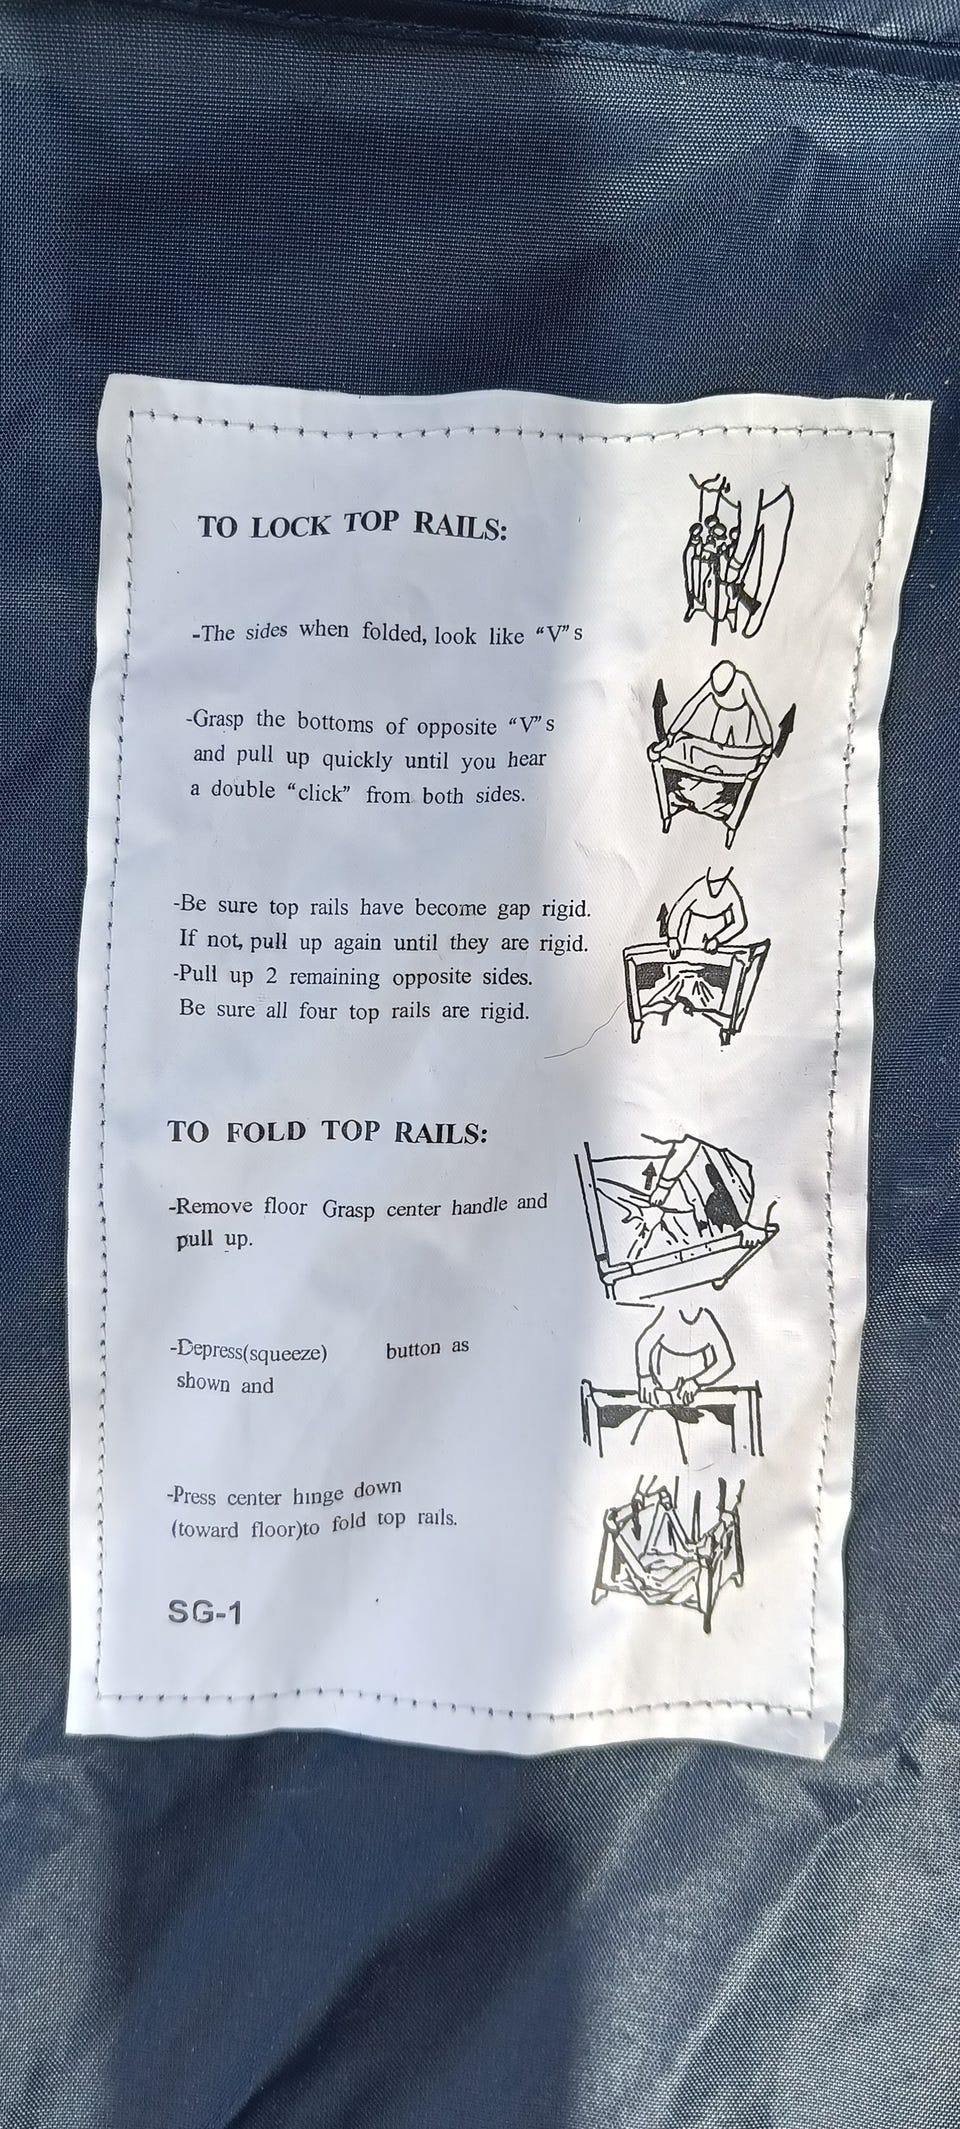 TO LOCK TOP RAILS:
-The sides when folded, look like “V” s
-Grasp the bottoms of opposite “V” s
and pull up quickly until you hear
a double “click” from both sides.
-Be sure top rails have become gap rigid.
If not, pull up again until they are rigid.
-Pull up 2 remaining opposite sides.
Be sure all four top rails are rigid.
TO FOLD TOP RAILS:
-Remove floor Grasp center handle and
pull up.
-Depress(squeeze) button as
shown and
-Press center hinge down
(toward floor)to fold top rails.
SG-1